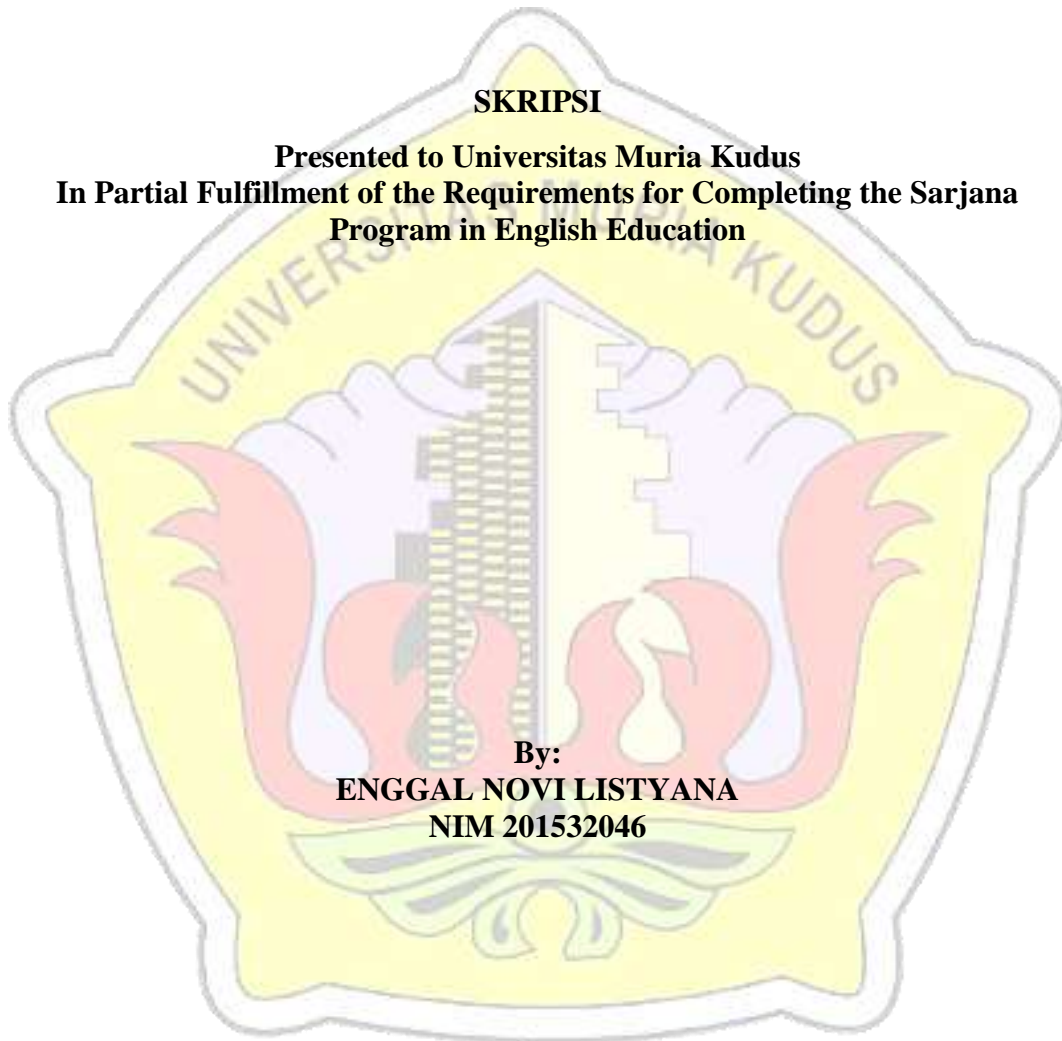 SKRIPSI
Presented to Universitas Muria Kudus
In Partial Fulfillment of the Requirements for Completing the Sarjana
Program in English Education
UNIVERSITAS MURIA KUDUS
By:
ENGGAL NOVI LISTYANA
NIM 201532046